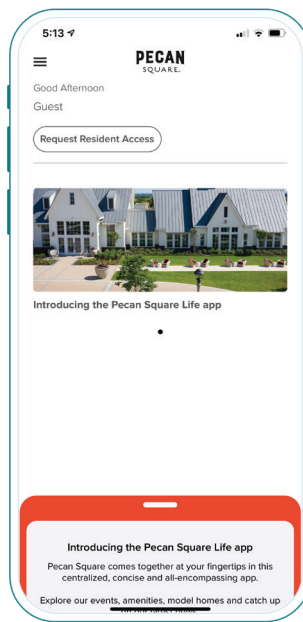 5:13
PECAN
SQUARE.
Good Afternoon
Guest
Request Resident Access
Introducing the Pecan Square Life app
Introducing the Pecan Square Life app
Pecan Square comes together at your fingertips in this
centralized, concise and all-encompassing app.
Explore our events, amenities, model homes and catch up